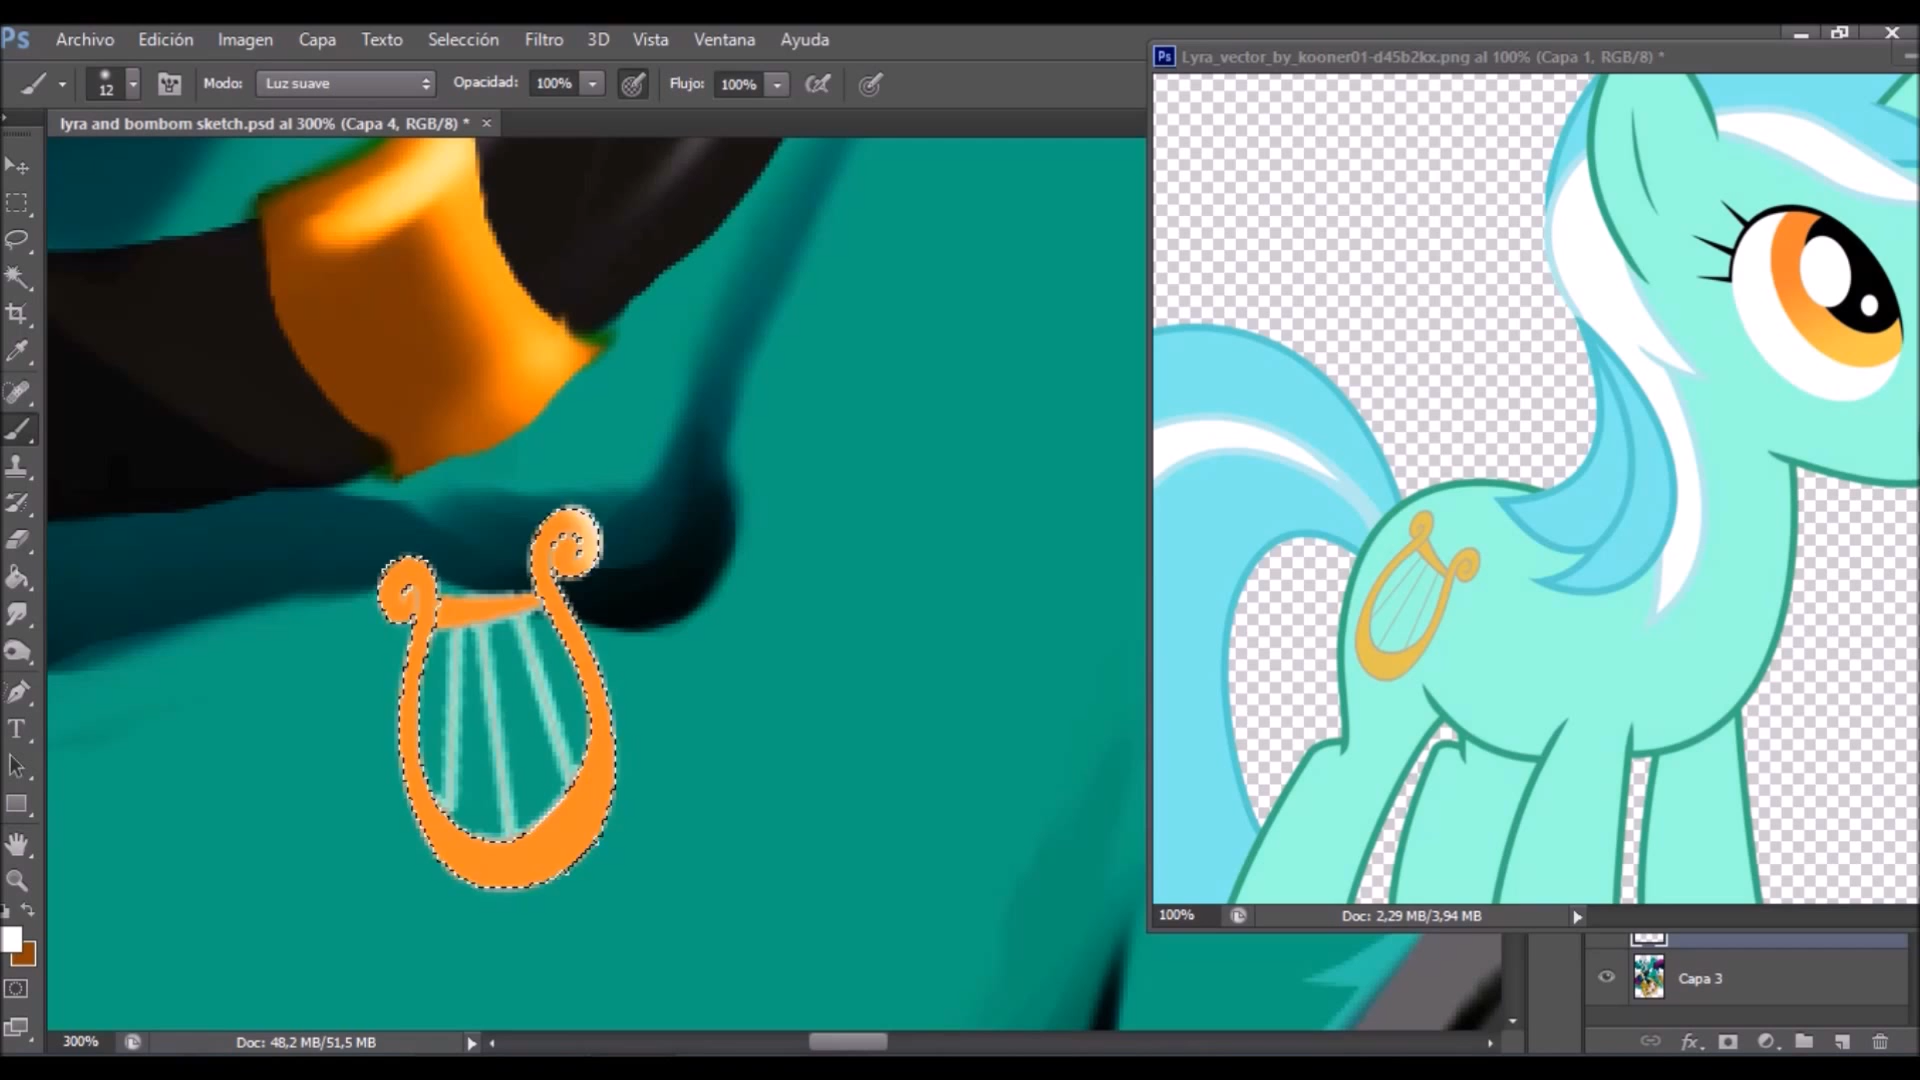 Ps
Archivo Edición Imagen Capa Texto Selección Filtro 3D Vista Ventana Ayuda
12 Modo: Luz suave Opacidad: 100% Flujo: 100%
Ps Lyra_vector_by_kooner01-d45b2kx.png al 100% (Capa 1, RGB/8) *
lyra and bombom sketch.psd al 300% (Capa 4, RGB/8) * ×
T
100% Doc: 2,29 MB/3,94 MB
Capa 3
300% Doc: 48,2 MB/51,5 MB
fx